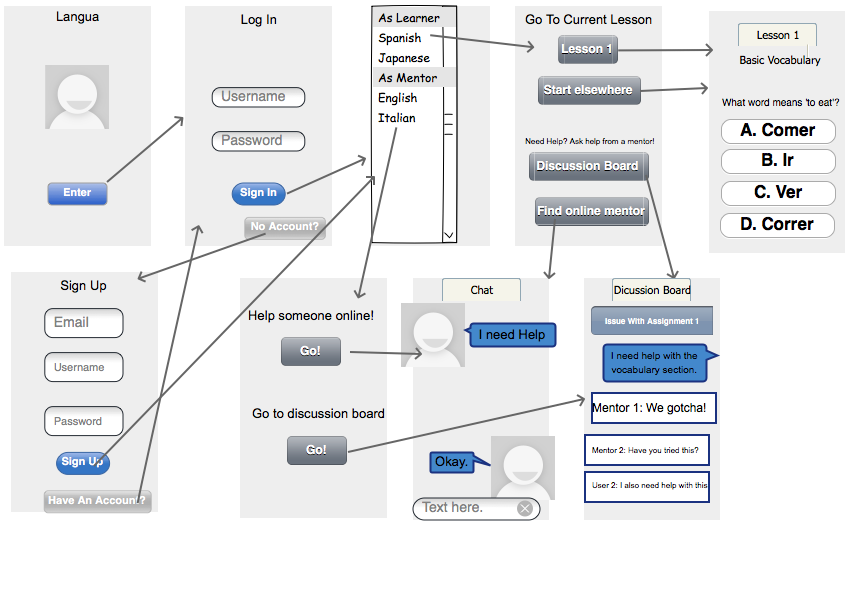 Langua
Enter
Log In
Username
Password
Sign In
No Account?
As Learner
Spanish
Japanese
As Mentor
English
Italian
Go To Current Lesson
Lesson 1
Start elsewhere
Need Help? Ask help from a mentor!
Discussion Board
Find online mentor
Lesson 1
Basic Vocabulary
What word means 'to eat'?
A. Comer
B. Ir
C. Ver
D. Correr
Sign Up
Email
Username
Password
Sign Up
Have An Account?
Help someone online!
Go!
Go to discussion board
Go!
Chat
I need Help
Okay.
Text here.
Dicussion Board
Issue With Assignment 1
I need help with the
vocabulary section.
Mentor 1: We gotcha!
Mentor 2: Have you tried this?
User 2: I also need help with this